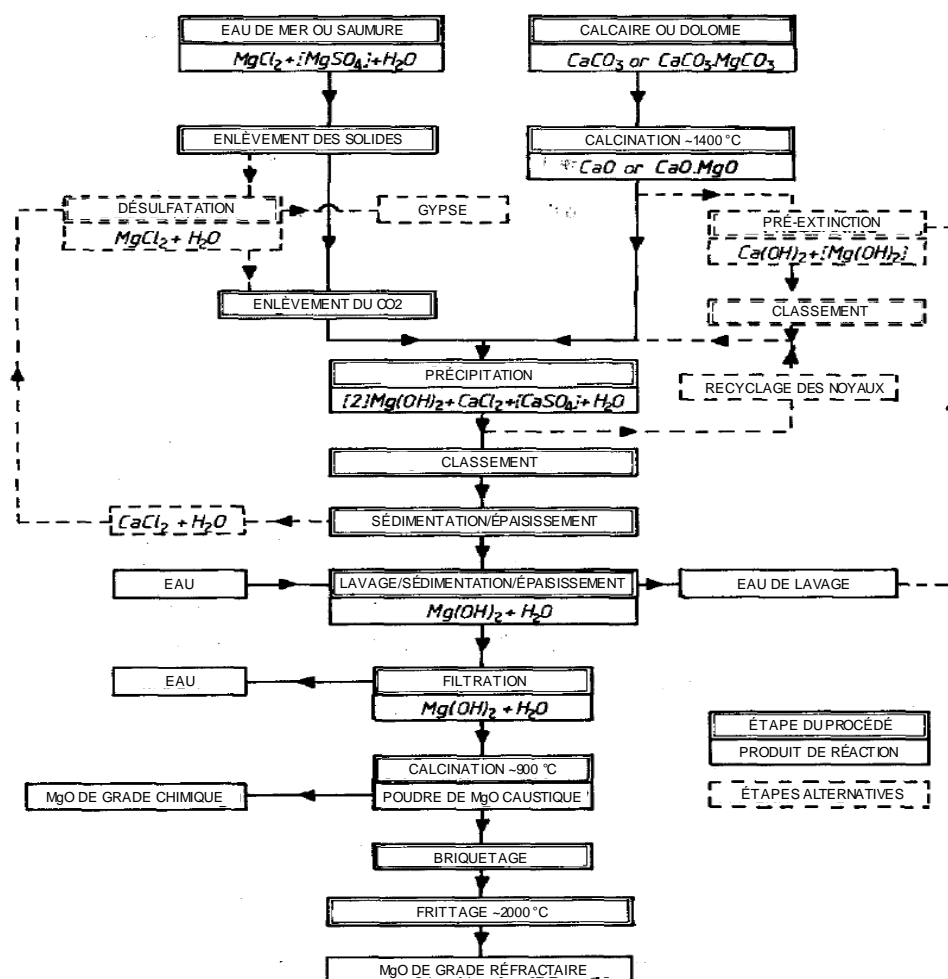 EAU DE MER OU SAUMURE
MgCl2+[MgSO4]+H2O
CALCAIRE OU DOLOMIE
CaCO3 or CaCO3.MgCO3
ENLÈVEMENT DES SOLIDES
CALCINATION ~1400 °C
CaO or CaO.MgO
DÉSULFATATION
MgCl2 + H2O
GYPSE
PRÉ-EXTINCTION
Ca(OH)2+[Mg(OH)2]
ENLÈVEMENT DU CO2
CLASSEMENT
PRÉCIPITATION
[2]Mg(OH)2+CaCl2+[CaSO4]+H2O
RECYCLAGE DES NOYAUX
CLASSEMENT
CaCl2 + H2O
SÉDIMENTATION/ÉPAISISSEMENT
EAU
LAVAGE/SÉDIMENTATION/ÉPAISISSEMENT
Mg(OH)2 + H2O
EAU DE LAVAGE
EAU
FILTRATION
Mg(OH)2 + H2O
ÉTAPE DU PROCÉDÉ
PRODUIT DE RÉACTION
ÉTAPES ALTERNATIVES
CALCINATION ~900 °C
POUDRE DE MgO CAUSTIQUE
MgO DE GRADE CHIMIQUE
BRIQUETAGE
FRITTAGE ~2000 °C
MgO DE GRADE RÉFRACTAIRE